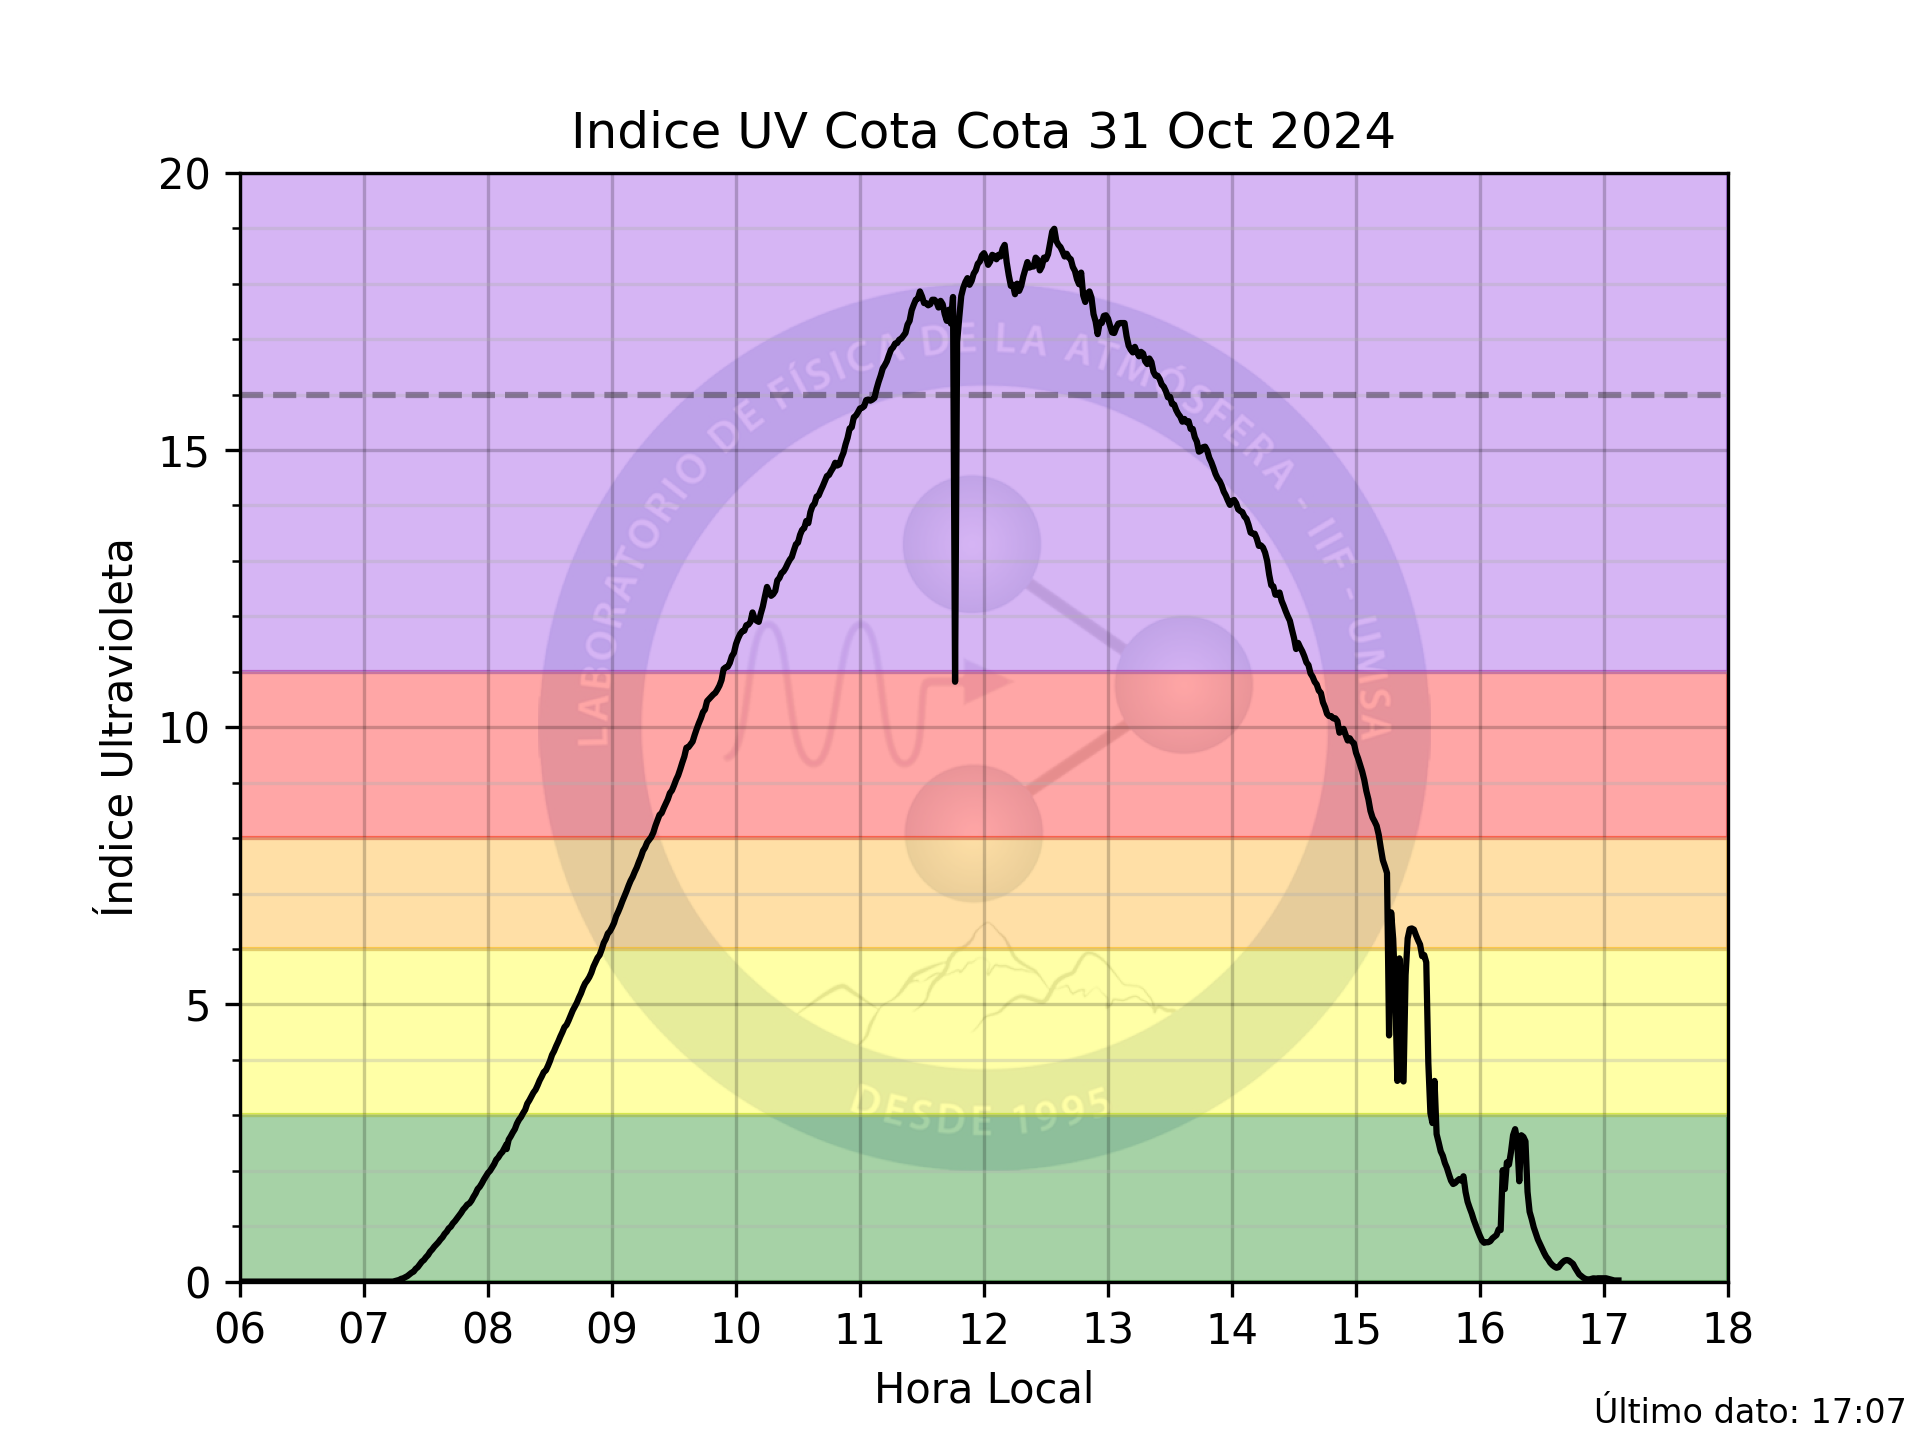 Indice UV Cota Cota 31 Oct 2024
20
15
10
5
0
Índice Ultravioleta
LABORATORIO DE FÍSICA DE LA ATMÓSFERA - IIF - UMSA
DESDE 1995
06 07 08 09 10 11 12 13 14 15 16 17 18
Hora Local
Último dato: 17:07